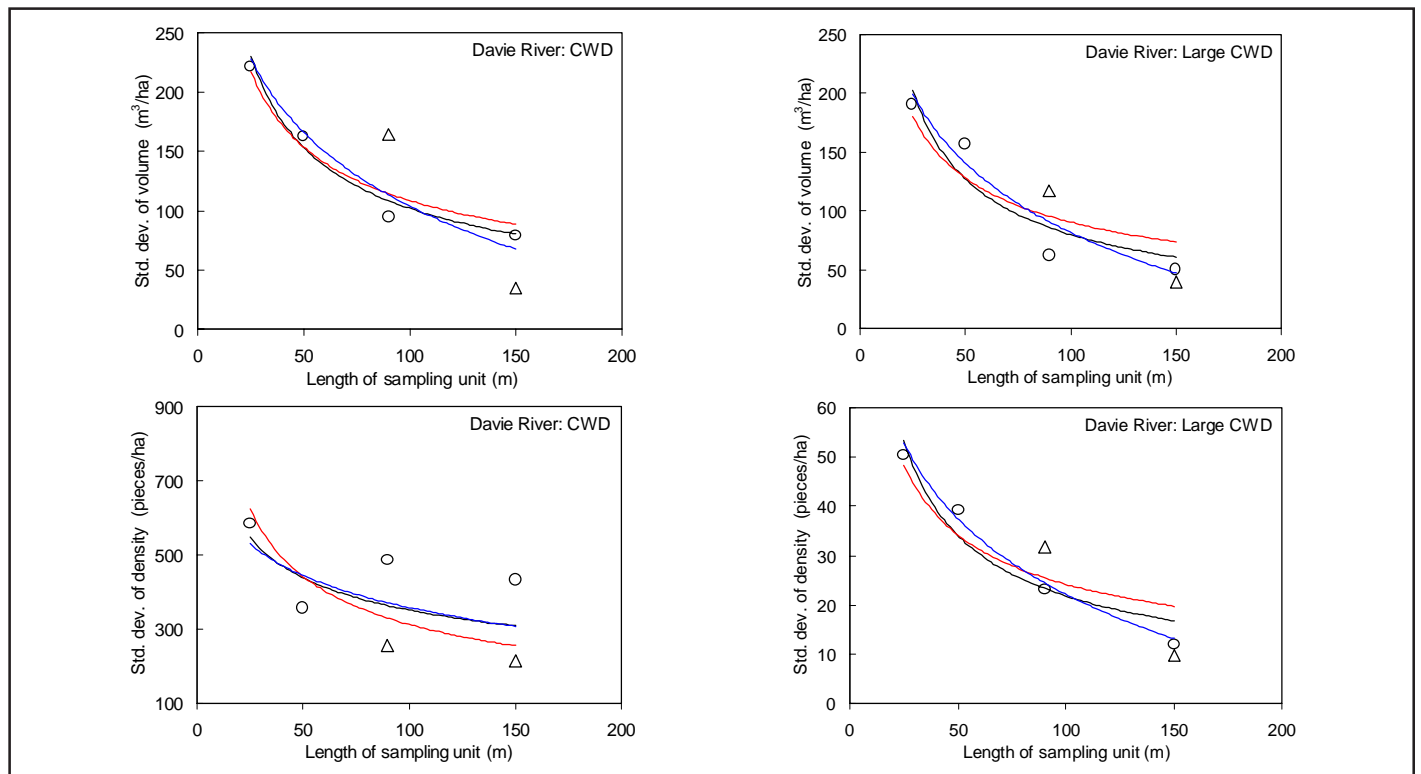 Davie River: CWD
Std. dev. of volume (m³/ha)
250
200
150
100
50
0
0 50 100 150 200
Length of sampling unit (m)
Davie River: Large CWD
Std. dev. of volume (m³/ha)
250
200
150
100
50
0
0 50 100 150 200
Length of sampling unit (m)
Davie River: CWD
Std. dev. of density (pieces/ha)
900
700
500
300
100
0 50 100 150 200
Length of sampling unit (m)
Davie River: Large CWD
Std. dev. of density (pieces/ha)
60
50
40
30
20
10
0
0 50 100 150 200
Length of sampling unit (m)